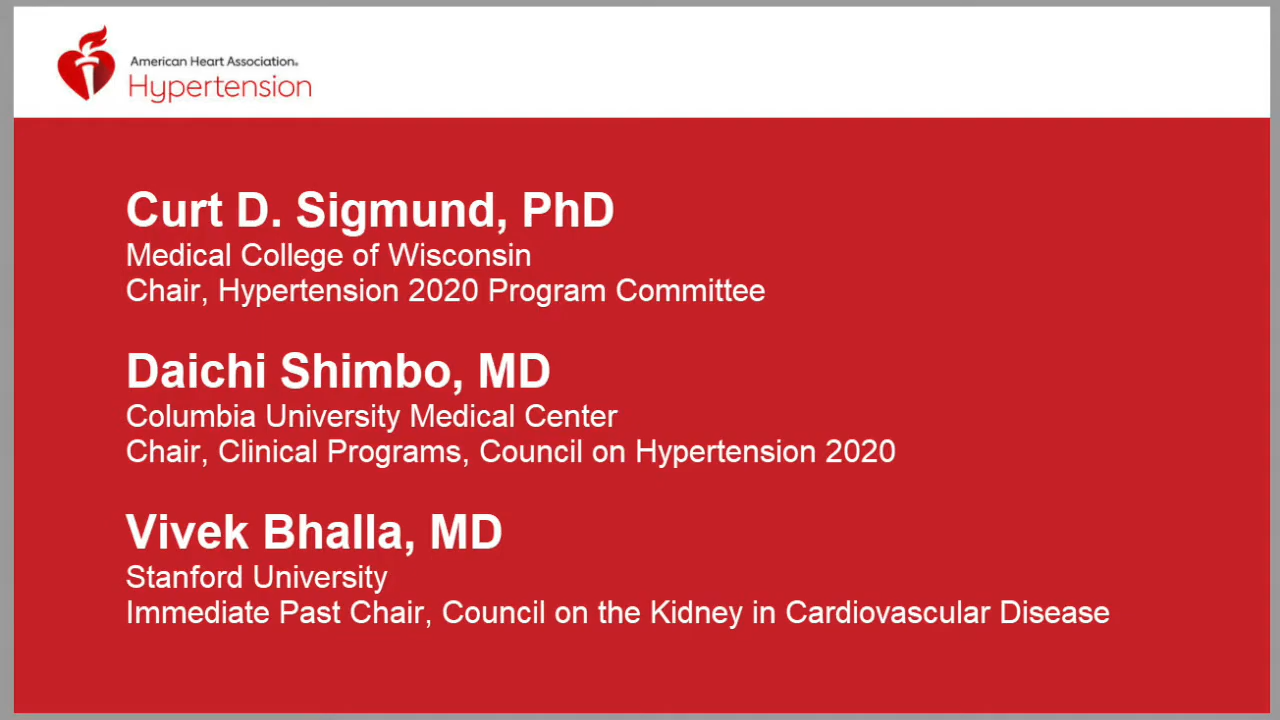 American Heart Association®
Hypertension
Curt D. Sigmund, PhD
Medical College of Wisconsin
Chair, Hypertension 2020 Program Committee
Daichi Shimbo, MD
Columbia University Medical Center
Chair, Clinical Programs, Council on Hypertension 2020
Vivek Bhalla, MD
Stanford University
Immediate Past Chair, Council on the Kidney in Cardiovascular Disease